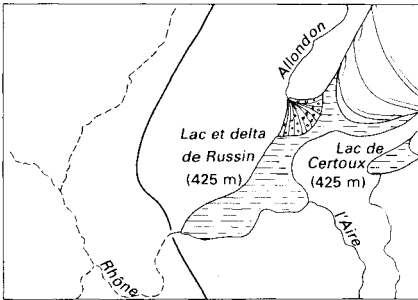 Allondon
Lac et delta
de Russin
(425 m)
Lac de
Certoux
(425 m)
l'Aire
Rhône